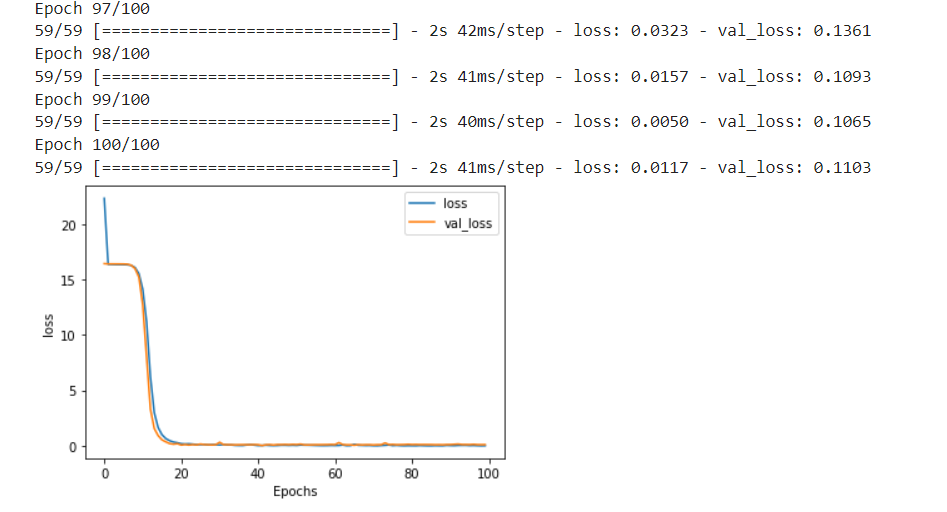 Epoch 97/100
59/59 [==============================] - 2s 42ms/step - loss: 0.0323 - val_loss: 0.1361
Epoch 98/100
59/59 [==============================] - 2s 41ms/step - loss: 0.0157 - val_loss: 0.1093
Epoch 99/100
59/59 [==============================] - 2s 40ms/step - loss: 0.0050 - val_loss: 0.1065
Epoch 100/100
59/59 [==============================] - 2s 41ms/step - loss: 0.0117 - val_loss: 0.1103
loss
val_loss
20
15
10
5
0
loss
0 20 40 60 80 100
Epochs